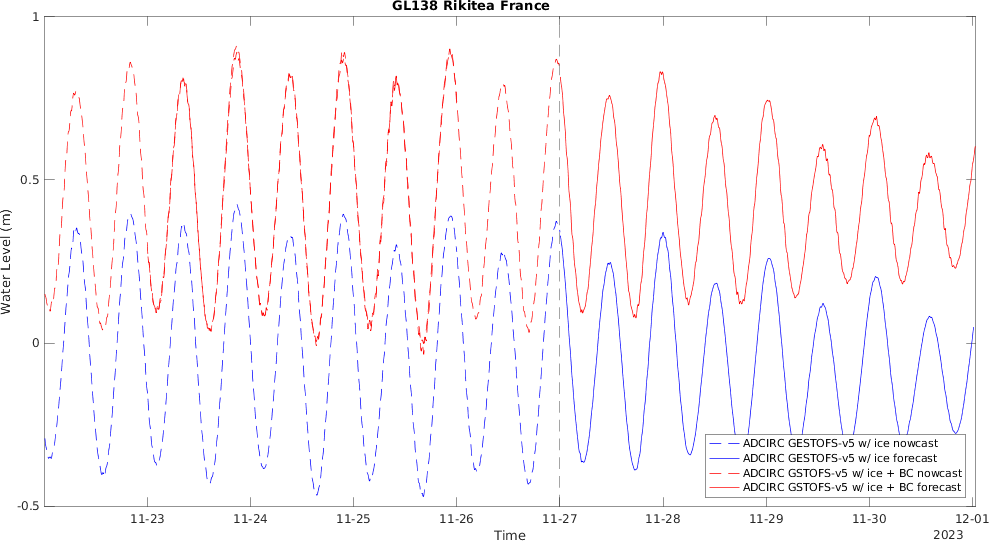 GL138 Rikitea France
Water Level (m)
1
0.5
0
-0.5
11-23
11-24
11-25
11-26
11-27
11-28
11-29
11-30
12-01
Time
2023
ADCIRC GESTOFS-v5 w/ ice nowcast
ADCIRC GESTOFS-v5 w/ ice forecast
ADCIRC GSTOFS-v5 w/ ice + BC nowcast
ADCIRC GSTOFS-v5 w/ ice + BC forecast